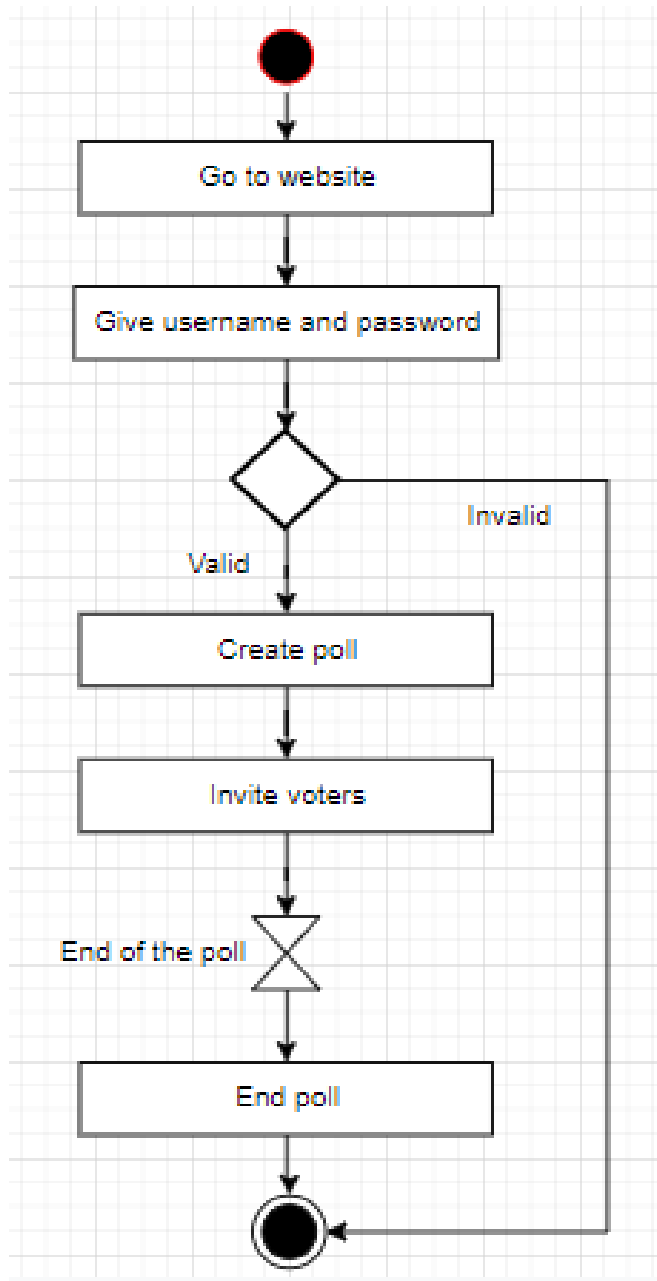 Go to website
Give username and password
Invalid
Valid
Create poll
Invite voters
End of the poll
End poll